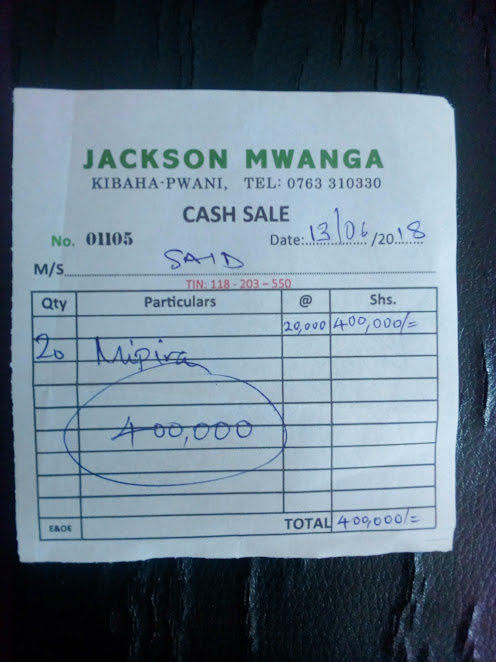 JACKSON MWANGA
KIBAHA-PWANI, TEL: 0763 310330
CASH SALE
No. 01105 Date: 13/06/2018
M/S SAID
TIN: 118 - 203 - 550
Qty Particulars @ Shs.
20,000 400,000/=
20 Mipira
400,000
E&OE TOTAL 400,000/=